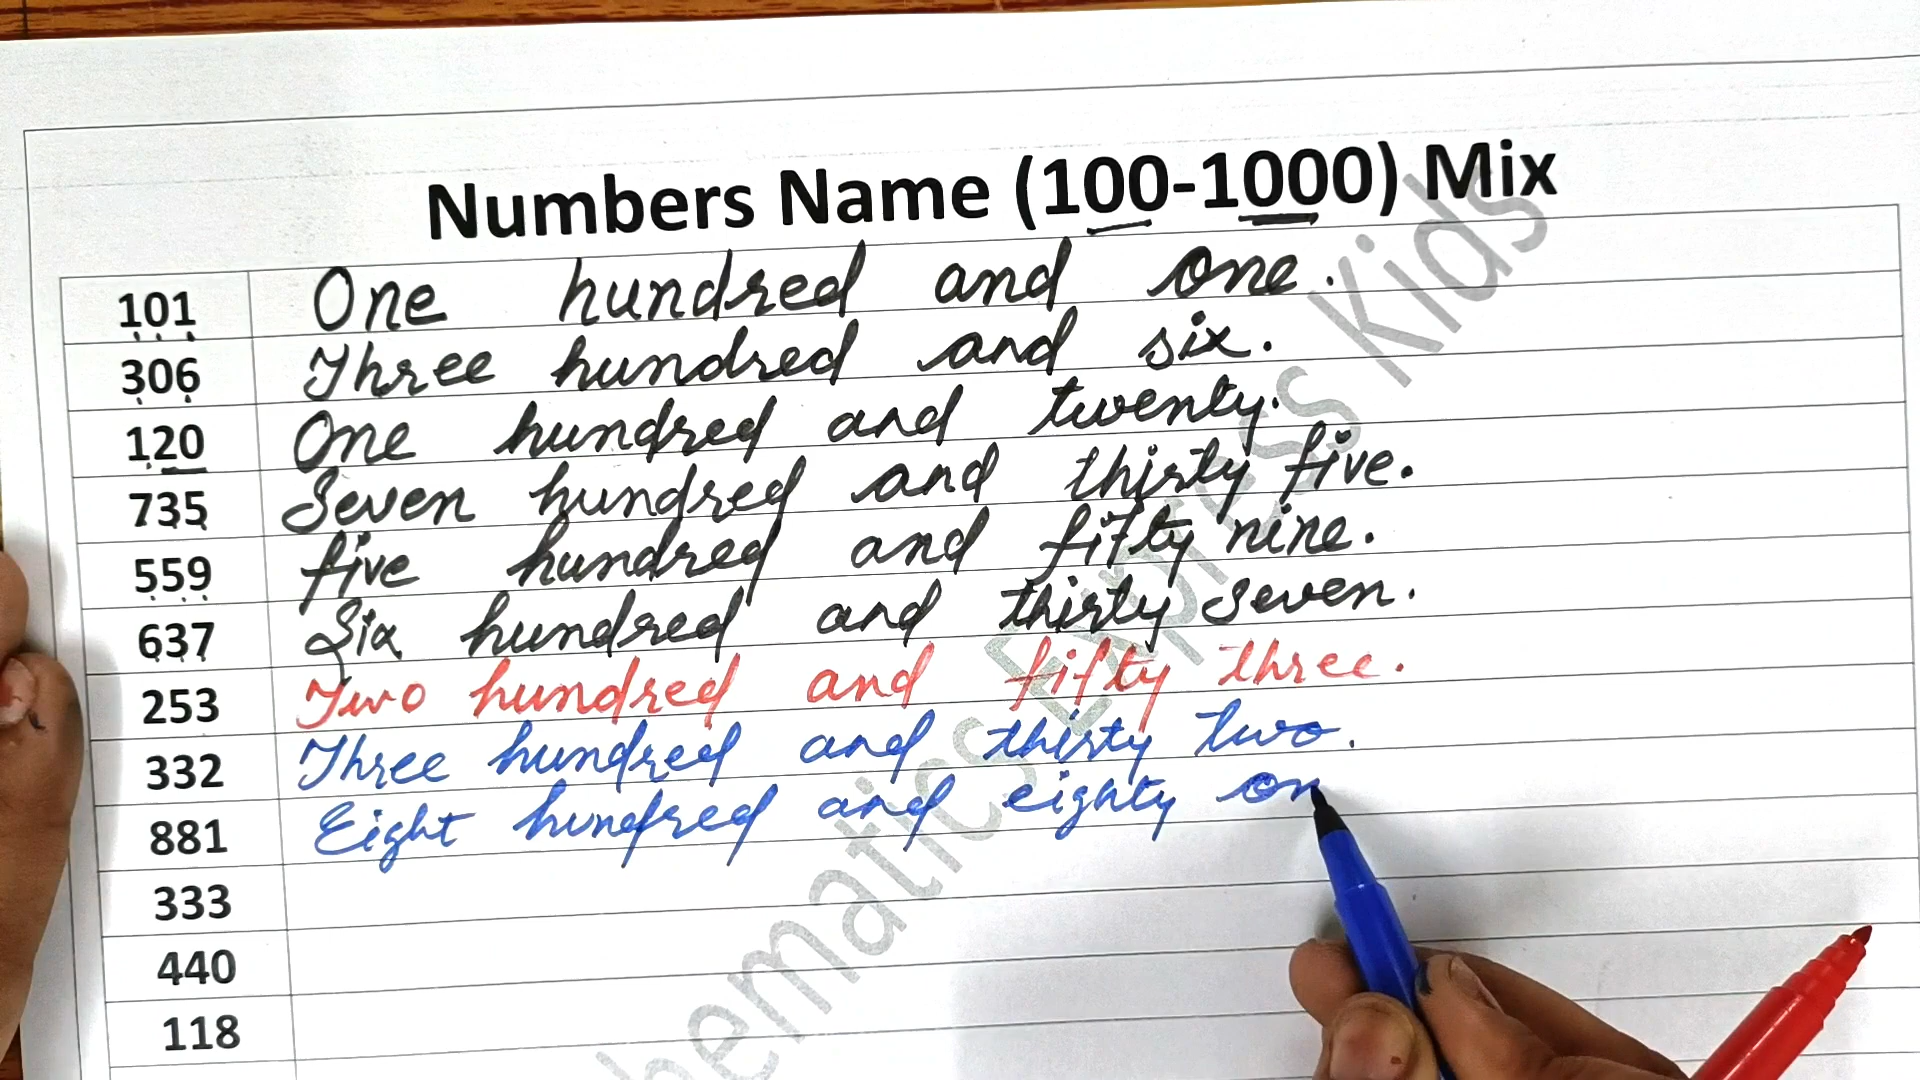 Numbers Name (100-1000) Mix
101 One hundred and one.
306 Three hundred and six.
120 One hundred and twenty.
735 Seven hundred and thirty five.
559 five hundred and fifty nine.
637 Six hundred and thirty seven.
253 Two hundred and fifty three.
332 Three hundred and thirty two.
881 Eight hundred and eighty on
333
440
118
hematics Express Kids